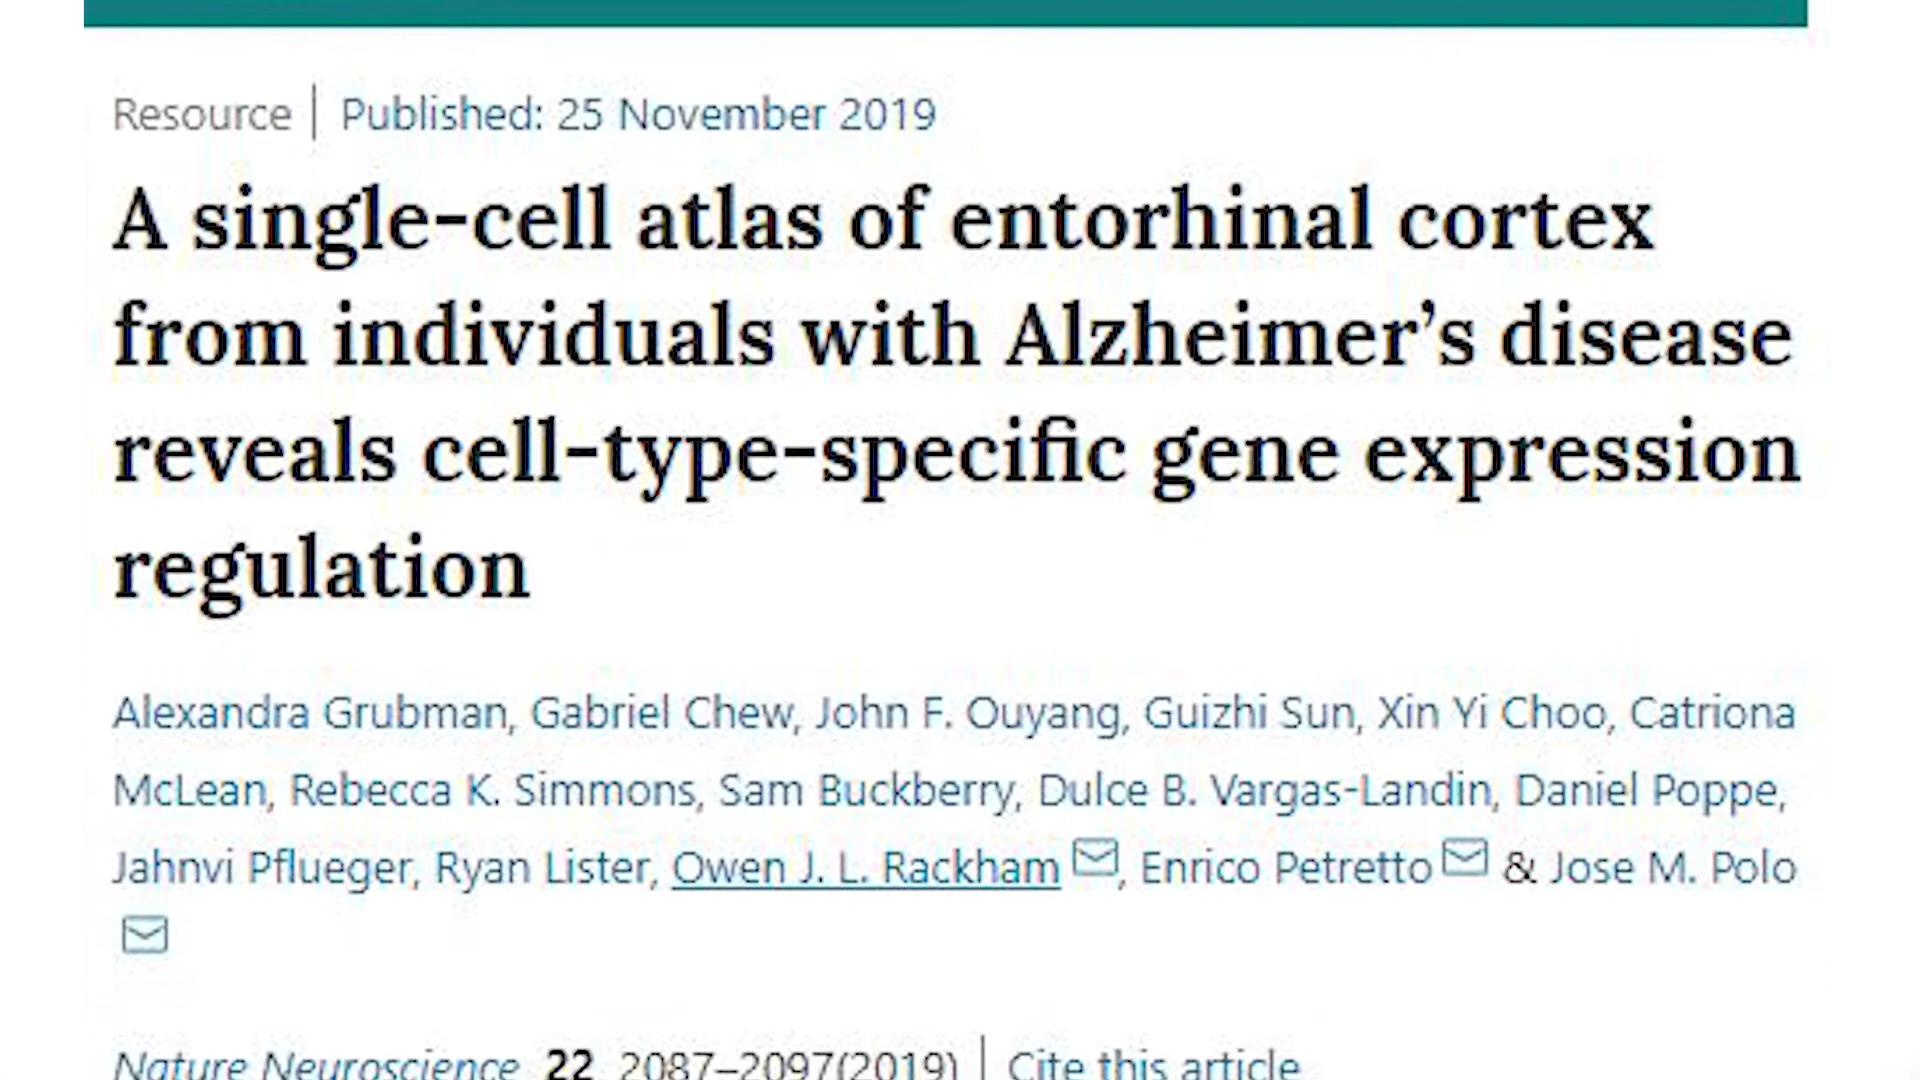 Resource | Published: 25 November 2019
A single-cell atlas of entorhinal cortex
from individuals with Alzheimer’s disease
reveals cell-type-specific gene expression
regulation
Alexandra Grubman, Gabriel Chew, John F. Ouyang, Guizhi Sun, Xin Yi Choo, Catriona
McLean, Rebecca K. Simmons, Sam Buckberry, Dulce B. Vargas-Landin, Daniel Poppe,
Jahnvi Pflueger, Ryan Lister, Owen J. L. Rackham, Enrico Petretto & Jose M. Polo
Nature Neuroscience 22, 2087–2097(2019) | Cite this article